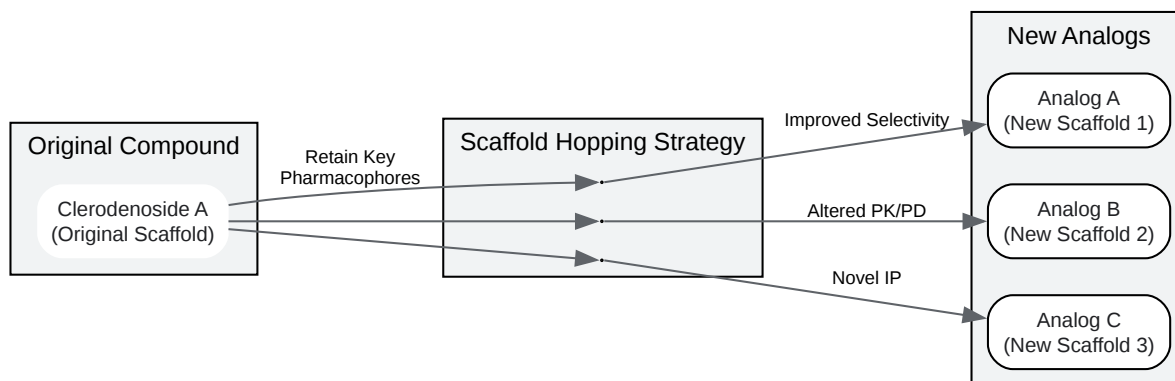 Original Compound
Clerodenoside A
(Original Scaffold)
Retain Key
Pharmacophores
Scaffold Hopping Strategy
Improved Selectivity
Altered PK/PD
Novel IP
New Analogs
Analog A
(New Scaffold 1)
Analog B
(New Scaffold 2)
Analog C
(New Scaffold 3)